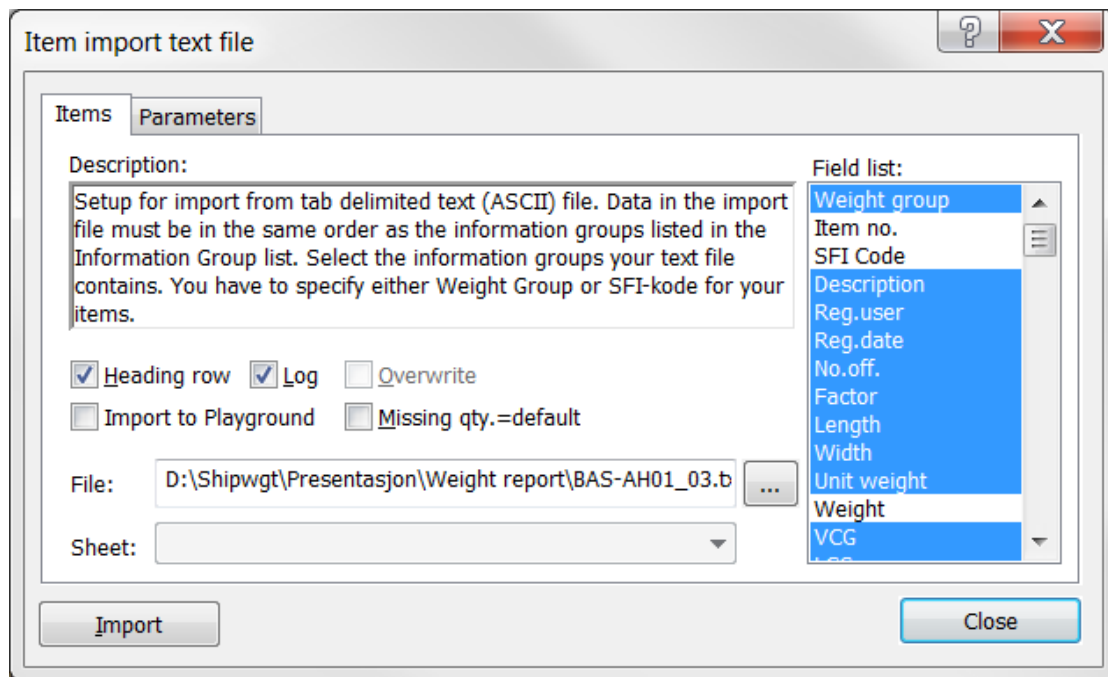 Item import text file
Items
Parameters
Description:
Setup for import from tab delimited text (ASCII) file. Data in the import
file must be in the same order as the information groups listed in the
Information Group list. Select the information groups your text file
contains. You have to specify either Weight Group or SFI-kode for your
items.
Heading row
Log
Overwrite
Import to Playground
Missing qty.=default
File:
D:\Shipwgt\Presentasjon\Weight report\BAS-AH01_03.t
...
Sheet:
Field list:
Weight group
Item no.
SFI Code
Description
Reg.user
Reg.date
No.off.
Factor
Length
Width
Unit weight
Weight
VCG
Import
Close